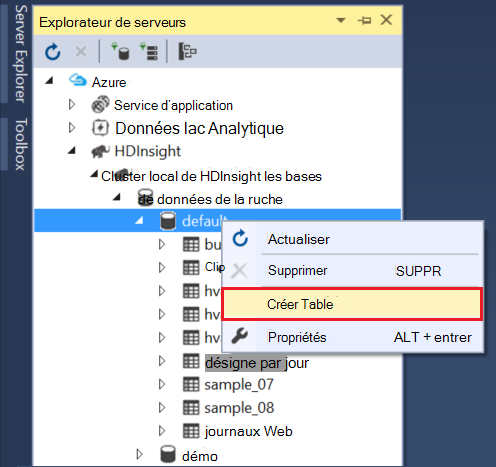 Server Explorer
Toolbox
Explorateur de serveurs
Azure
Service d'application
Données lac Analytique
HDInsight
Cluster local de HDInsight les bases
de données de la ruche
default
bu
Clip
hv
hv
hv
désigne par jour
sample_07
sample_08
journaux Web
démo
Actualiser
Supprimer SUPPR
Créer Table
Propriétés ALT + entrer